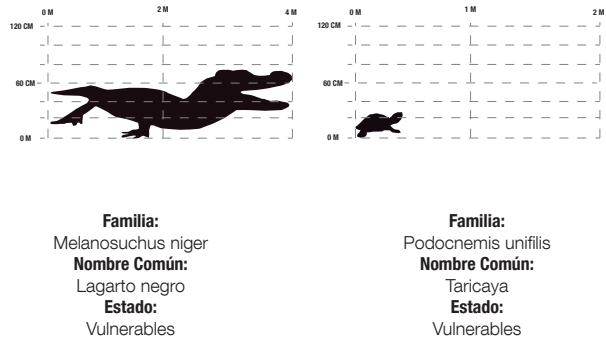 0 M 2 M 4 M
120 CM
60 CM
0 M
Familia:
Melanosuchus niger
Nombre Común:
Lagarto negro
Estado:
Vulnerables
0 M 1 M 2 M
120 CM
60 CM
0 M
Familia:
Podocnemis unifilis
Nombre Común:
Taricaya
Estado:
Vulnerables